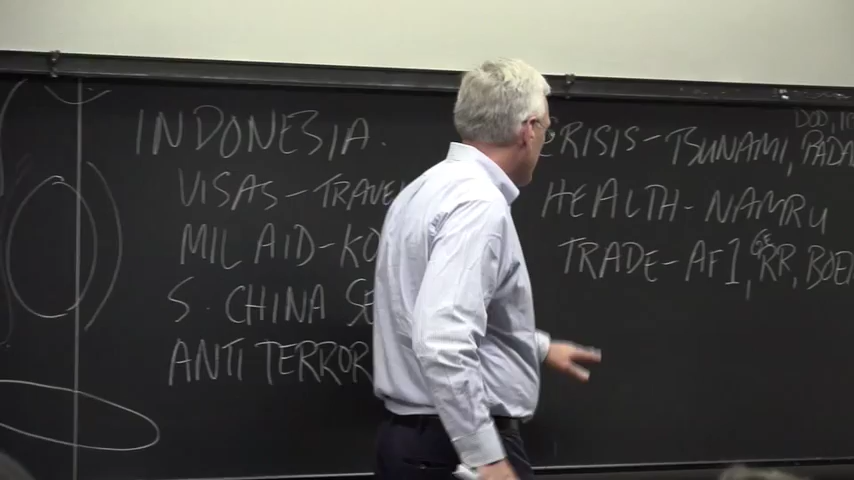 INDONESIA.
VISAS - TRAVE
MIL AID - KO
S. CHINA SE
ANTI TERROR
DOD, 
CRISIS - TSUNAMI, PADA
HEALTH - NAMRU
TRADE - AF1, GE RR, BOE